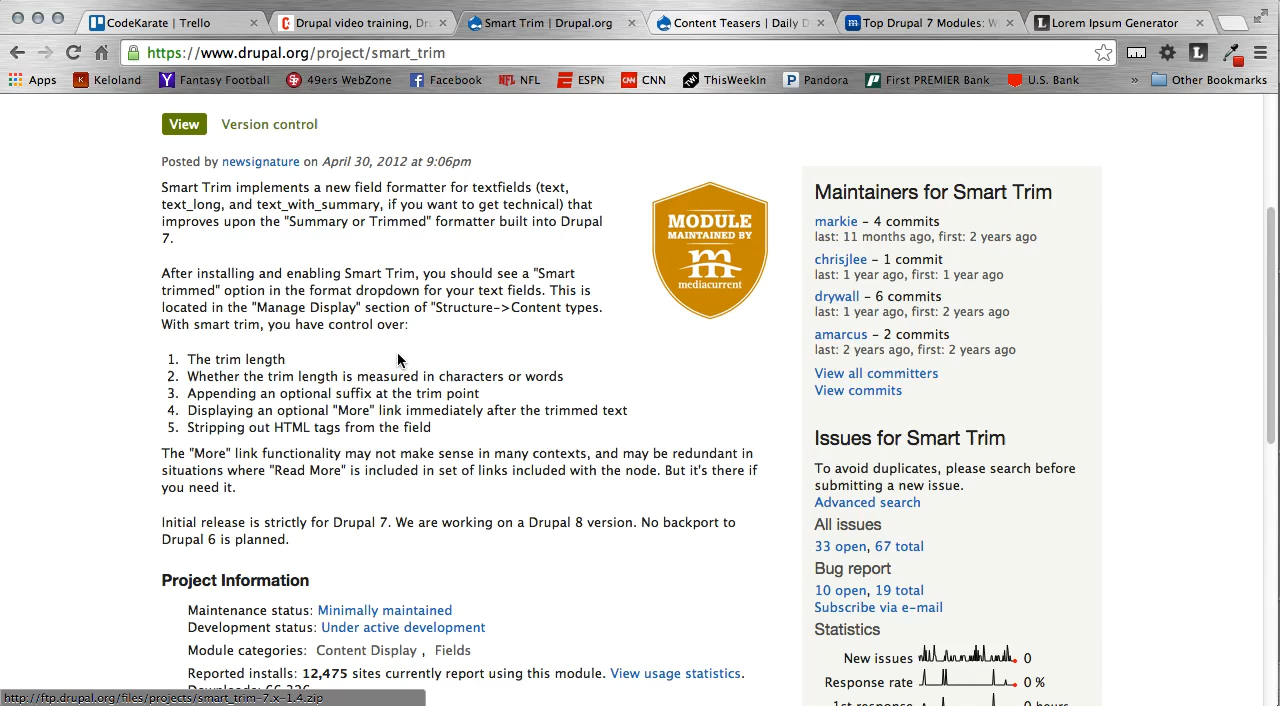 CodeKarate | Trello
Drupal video training, Dru
Smart Trim | Drupal.org
Content Teasers | Daily D
Top Drupal 7 Modules: W
Lorem Ipsum Generator
https://www.drupal.org/project/smart_trim
Apps
Keloland
Fantasy Football
49ers WebZone
Facebook
NFL
ESPN
CNN
ThisWeekIn
Pandora
First PREMIER Bank
U.S. Bank
»
Other Bookmarks
View
Version control
Posted by newsignature on April 30, 2012 at 9:06pm
Smart Trim implements a new field formatter for textfields (text,
text_long, and text_with_summary, if you want to get technical) that
improves upon the "Summary or Trimmed" formatter built into Drupal
7.
MODULE
MAINTAINED BY
m
mediacurrent
After installing and enabling Smart Trim, you should see a "Smart
trimmed" option in the format dropdown for your text fields. This is
located in the "Manage Display" section of "Structure->Content types.
With smart trim, you have control over:
1. The trim length
2. Whether the trim length is measured in characters or words
3. Appending an optional suffix at the trim point
4. Displaying an optional "More" link immediately after the trimmed text
5. Stripping out HTML tags from the field
The "More" link functionality may not make sense in many contexts, and may be redundant in
situations where "Read More" is included in set of links included with the node. But it's there if
you need it.
Initial release is strictly for Drupal 7. We are working on a Drupal 8 version. No backport to
Drupal 6 is planned.
Project Information
Maintenance status: Minimally maintained
Development status: Under active development
Module categories: Content Display , Fields
Reported installs: 12,475 sites currently report using this module. View usage statistics.
http://ftp.drupal.org/files/projects/smart_trim-7.x-1.4.zip
Maintainers for Smart Trim
markie – 4 commits
last: 11 months ago, first: 2 years ago
chrisjlee – 1 commit
last: 1 year ago, first: 1 year ago
drywall – 6 commits
last: 1 year ago, first: 2 years ago
amarcus – 2 commits
last: 2 years ago, first: 2 years ago
View all committers
View commits
Issues for Smart Trim
To avoid duplicates, please search before
submitting a new issue.
Advanced search
All issues
33 open, 67 total
Bug report
10 open, 19 total
Subscribe via e-mail
Statistics
New issues 0
Response rate 0 %
1st response 0 hours